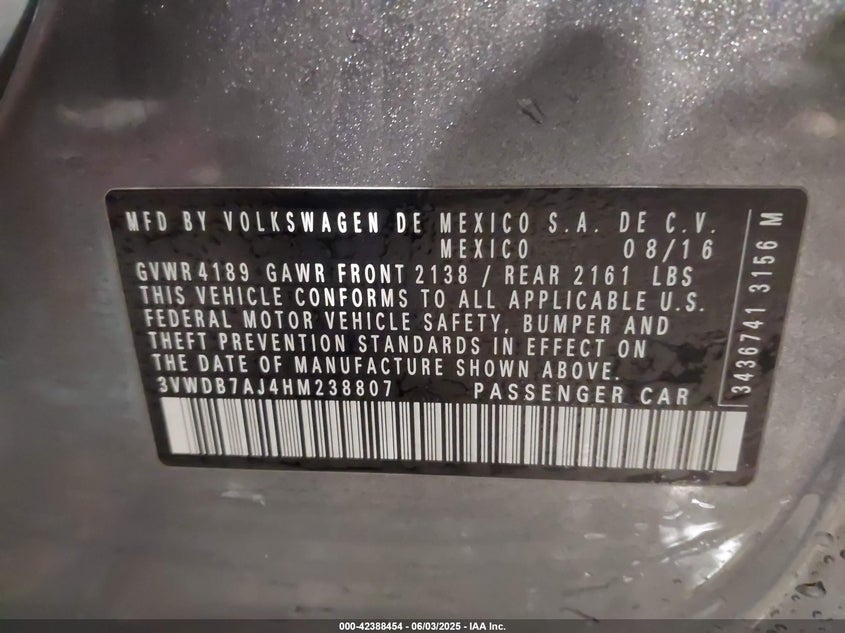 MFD BY VOLKSWAGEN DE MEXICO S.A. DE C.V.
MEXICO 08/16
GVWR 4189 GAWR FRONT 2138 / REAR 2161 LBS
THIS VEHICLE CONFORMS TO ALL APPLICABLE U.S.
FEDERAL MOTOR VEHICLE SAFETY, BUMPER AND
THEFT PREVENTION STANDARDS IN EFFECT ON
THE DATE OF MANUFACTURE SHOWN ABOVE.
3VWDB7AJ4HM238807 PASSENGER CAR
3436741 3156 M
000-42388454 - 06/03/2025 - IAA Inc.